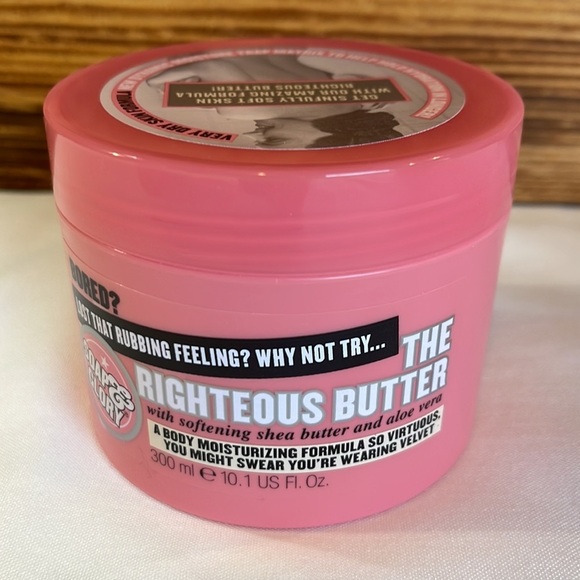 VERY DRY SKIN FORMULA
GET SINFULLY SOFT SKIN
WITH OUR AMAZING FORMULA
RIGHTEOUS BUTTER!
BORED?
LOST THAT RUBBING FEELING? WHY NOT TRY...
SOAP &
GLORY
THE
RIGHTEOUS BUTTER
with softening shea butter and aloe vera
A BODY MOISTURIZING FORMULA SO VIRTUOUS,
YOU MIGHT SWEAR YOU'RE WEARING VELVET
300 ml e 10.1 US Fl. Oz.